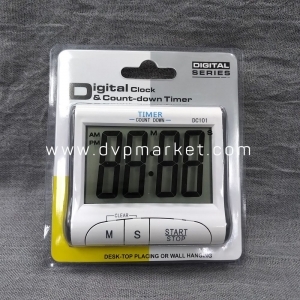 DIGITAL
SERIES
Digital Clock
& Count-down Timer
TIMER
COUNT DOWN
DC101
AM
PM
M
S
88:88
www.dvpmarket.com
CLEAR
M
S
START
STOP
DESK-TOP PLACING OR WALL HANGING